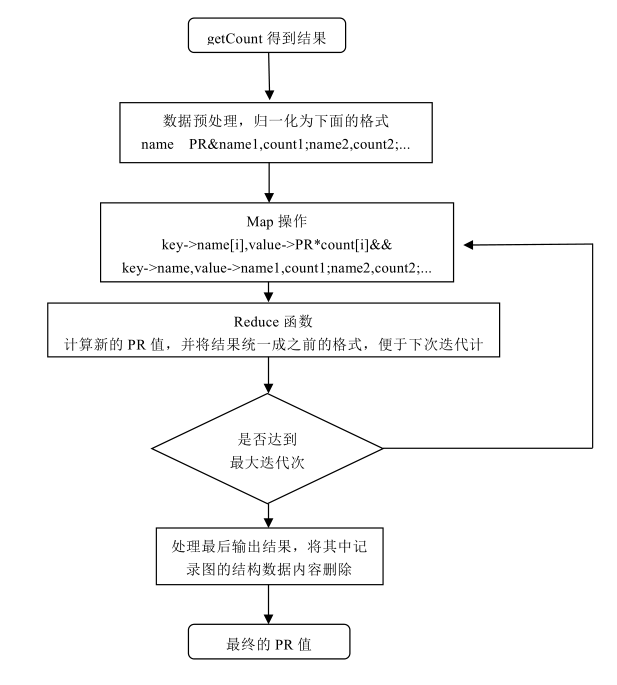 getCount 得到结果
数据预处理，归一化为下面的格式
name PR&name1,count1;name2,count2;...
Map 操作
key->name[i],value->PR*count[i]&&
key->name,value->name1,count1;name2,count2;...
Reduce 函数
计算新的 PR 值，并将结果统一成之前的格式，便于下次迭代计
是否达到
最大迭代次
处理最后输出结果，将其中记
录图的结构数据内容删除
最终的 PR 值